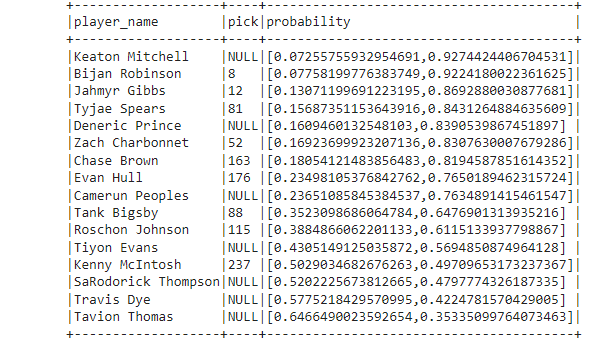 |player_name      |pick|probability                             |
|Keaton Mitchell  |NULL|[0.07255755932954691,0.9274424406704531]|
|Bijan Robinson   |8   |[0.07758199776383749,0.9224180022361625]|
|Jahmyr Gibbs     |12  |[0.13071199691223195,0.8692880030877681]|
|Tyjae Spears     |81  |[0.15687351153643916,0.8431264884635609]|
|Deneric Prince   |NULL|[0.1609460132548103,0.8390539867451897] |
|Zach Charbonnet  |52  |[0.16923699923207136,0.8307630007679286]|
|Chase Brown      |163 |[0.18054121483856483,0.8194587851614352]|
|Evan Hull        |176 |[0.23498105376842762,0.7650189462315724]|
|Camerun Peoples  |NULL|[0.23651085845384537,0.7634891415461547]|
|Tank Bigsby      |88  |[0.3523098686064784,0.6476901313935216] |
|Roschon Johnson  |115 |[0.3884866062201133,0.6115133937798867] |
|Tiyon Evans      |NULL|[0.4305149125035872,0.5694850874964128] |
|Kenny McIntosh   |237 |[0.5029034682676263,0.49709653173237367]|
|SaRodorick Thompson|NULL|[0.5202225673812665,0.4797774326187335] |
|Travis Dye       |NULL|[0.5775218429570995,0.4224781570429005] |
|Tavion Thomas    |NULL|[0.6466490023592654,0.35335099764073463]|